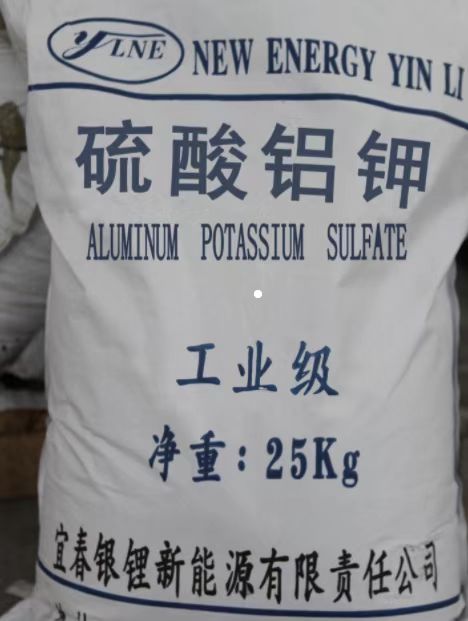 YLNE NEW ENERGY YIN LI
硫酸铝钾
ALUMINUM POTASSIUM SULFATE
工业级
净重:25Kg
宜春银锂新能源有限责任公司